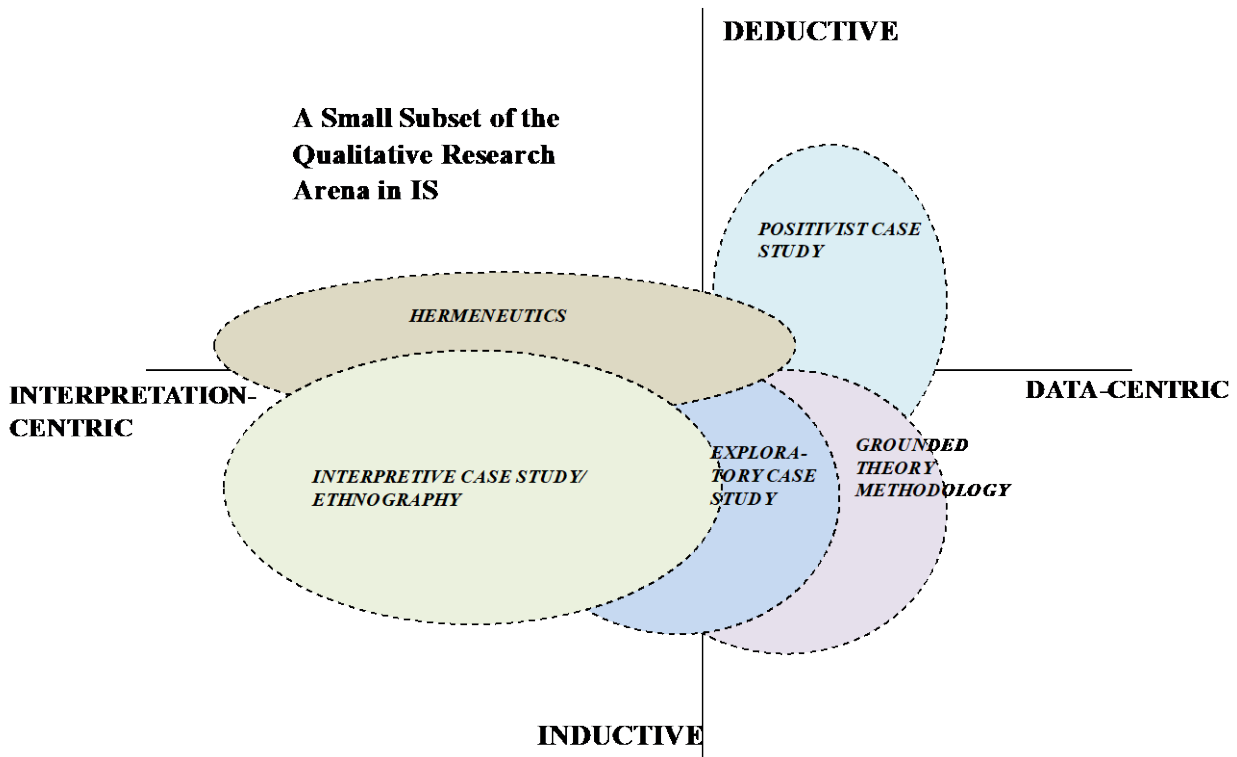 DEDUCTIVE
A Small Subset of the
Qualitative Research
Arena in IS
POSITIVIST CASE
STUDY
HERMENEUTICS
INTERPRETATION-
CENTRIC
DATA-CENTRIC
INTERPRETIVE CASE STUDY/
ETHNOGRAPHY
EXPLORA-
TORY CASE
STUDY
GROUNDED
THEORY
METHODOLOGY
INDUCTIVE